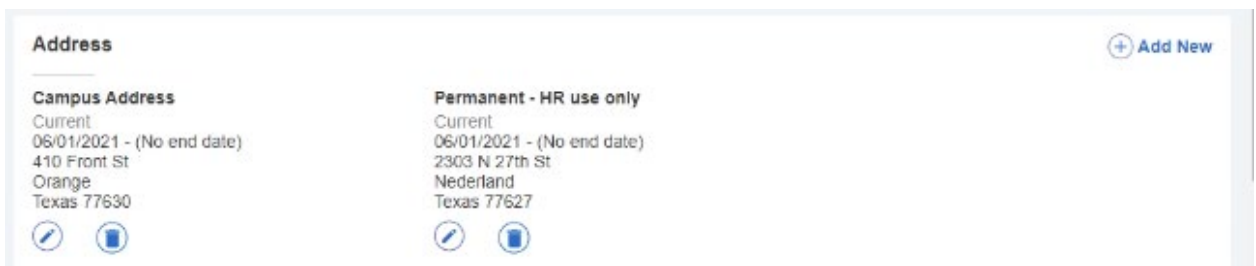 Address
Add New
Campus Address
Current
06/01/2021 - (No end date)
410 Front St
Orange
Texas 77630
Permanent - HR use only
Current
06/01/2021 - (No end date)
2303 N 27th St
Nederland
Texas 77627